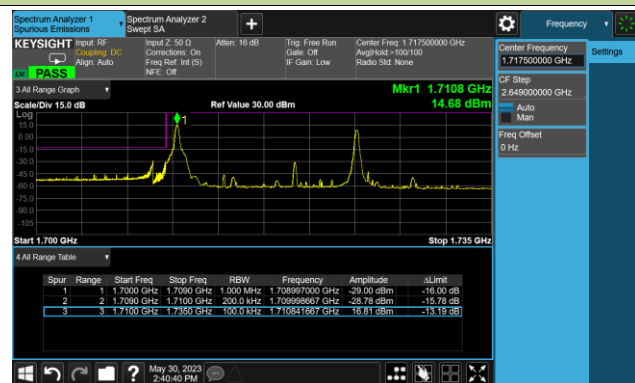 Spectrum Analyzer 1
Spurious Emissions
Spectrum Analyzer 2
Swept SA
Frequency
KEYSIGHT
Input: RF
Coupling: DC
Align: Auto
Input Z: 50 Ω
Corrections: On
Freq Ref: Int (S)
NFE: Off
Atten: 16 dB
Trig: Free Run
Gate: Off
IF Gain: Low
Center Freq: 1.717500000 GHz
Avg|Hold:>100/100
Radio Std: None
PASS
Center Frequency
1.717500000 GHz
Settings
CF Step
2.649000000 GHz
Auto
Man
Freq Offset
0 Hz
3 All Range Graph
Mkr1 1.7108 GHz
Scale/Div 15.0 dB
Ref Value 30.00 dBm
14.68 dBm
Log
15.0
0.00
-15.0
-30.0
-45.0
-60.0
-75.0
-90.0
-105
1
Start 1.700 GHz
Stop 1.735 GHz
4 All Range Table
Spur Range Start Freq Stop Freq RBW Frequency Amplitude ΔLimit
1 1 1.7000 GHz 1.7090 GHz 1.000 MHz 1.708997000 GHz -29.00 dBm -16.00 dB
2 2 1.7090 GHz 1.7100 GHz 200.0 kHz 1.709998667 GHz -28.78 dBm -15.78 dB
3 3 1.7100 GHz 1.7350 GHz 100.0 kHz 1.710841667 GHz 16.81 dBm -13.19 dB
May 30, 2023
2:40:40 PM